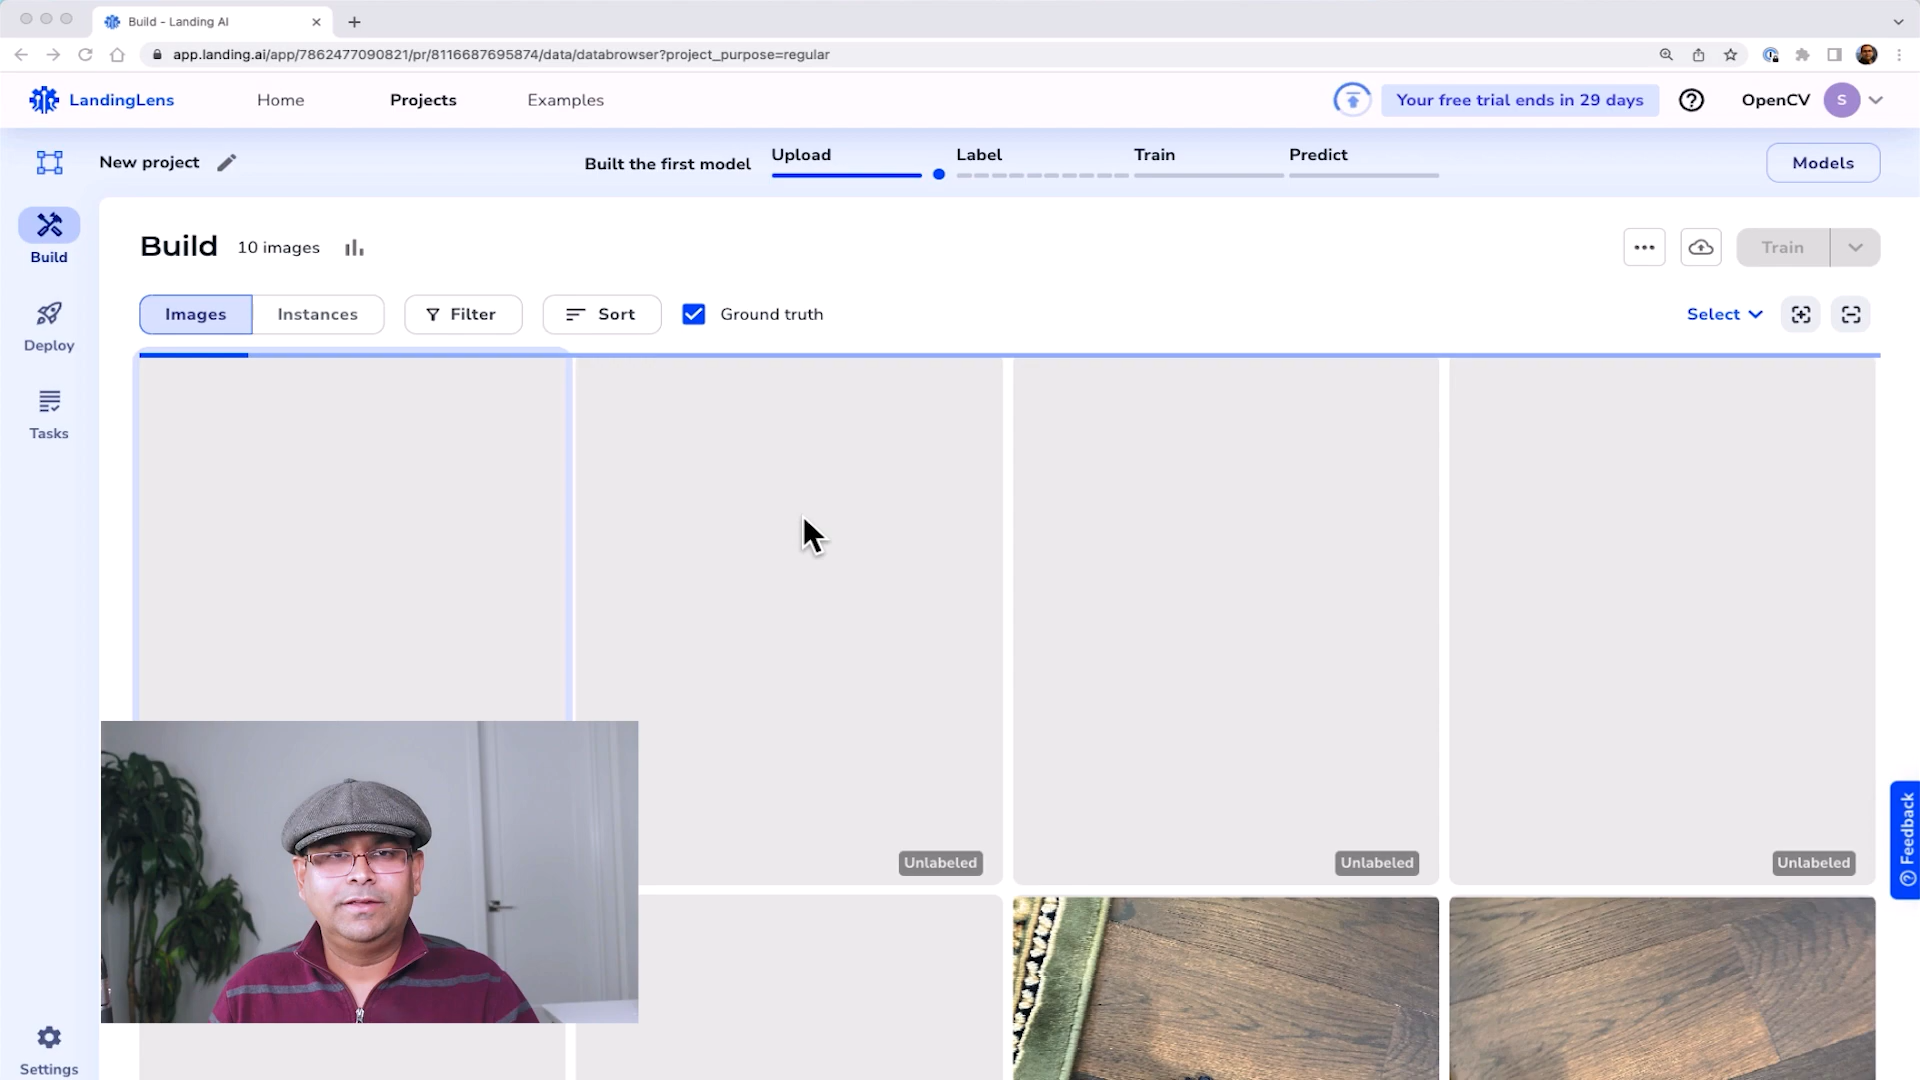 Build - Landing AI
app.landing.ai/app/7862477090821/pr/8116687695874/data/databrowser?project_purpose=regular
LandingLens
Home
Projects
Examples
Your free trial ends in 29 days
OpenCV
S
New project
Built the first model
Upload
Label
Train
Predict
Models
Build
Deploy
Tasks
Settings
Build
10 images
Train
Images
Instances
Filter
Sort
Ground truth
Select
Unlabeled
Unlabeled
Unlabeled
Feedback